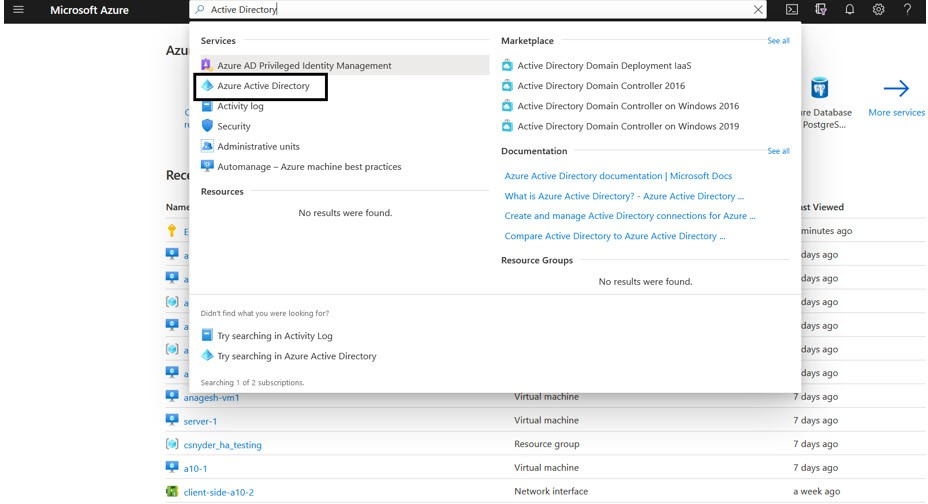 Microsoft Azure
Active Directory
Services
Azure AD Privileged Identity Management
Azure Active Directory
Activity log
Security
Administrative units
Automanage – Azure machine best practices
Resources
No results were found.
Marketplace
See all
Active Directory Domain Deployment IaaS
Active Directory Domain Controller 2016
Active Directory Domain Controller on Windows 2016
Active Directory Domain Controller on Windows 2019
Documentation
See all
Azure Active Directory documentation | Microsoft Docs
What is Azure Active Directory? - Azure Active Directory ...
Create and manage Active Directory connections for Azure ...
Compare Active Directory to Azure Active Directory ...
Resource Groups
No results were found.
Didn't find what you were looking for?
Try searching in Activity Log
Try searching in Azure Active Directory
Searching 1 of 2 subscriptions.
Azu
re Database
PostgreS...
More services
Rece
Name
st Viewed
E
minutes ago
a
days ago
a
days ago
a
days ago
a
days ago
a
days ago
a
days ago
anagesh-vm1
Virtual machine
7 days ago
server-1
Virtual machine
7 days ago
csnyder_ha_testing
Resource group
7 days ago
a10-1
Virtual machine
7 days ago
client-side-a10-2
Network interface
a week ago